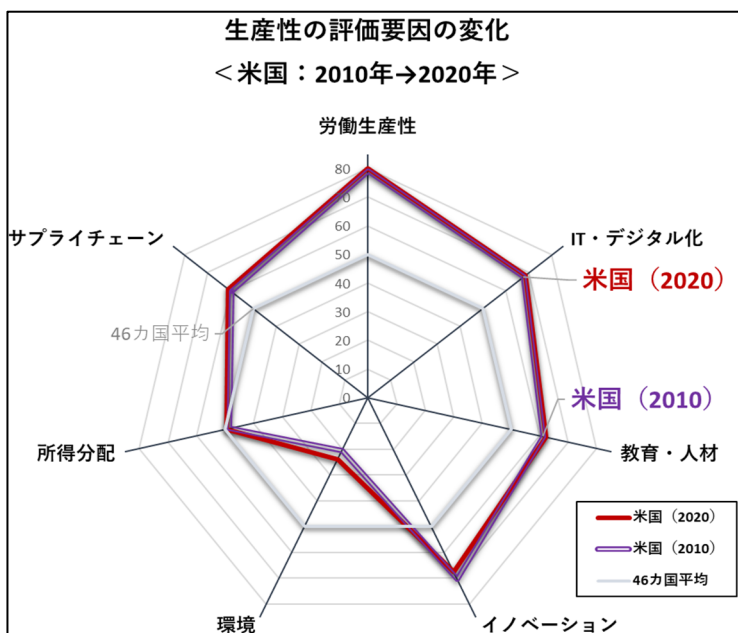 生産性の評価要因の変化
＜米国：2010年→2020年＞
労働生産性
80
70
60
50
40
30
20
10
0
サプライチェーン
IT・デジタル化
米国（2020）
46カ国平均
米国（2010）
所得分配
教育・人材
環境
イノベーション
米国（2020）
米国（2010）
46カ国平均